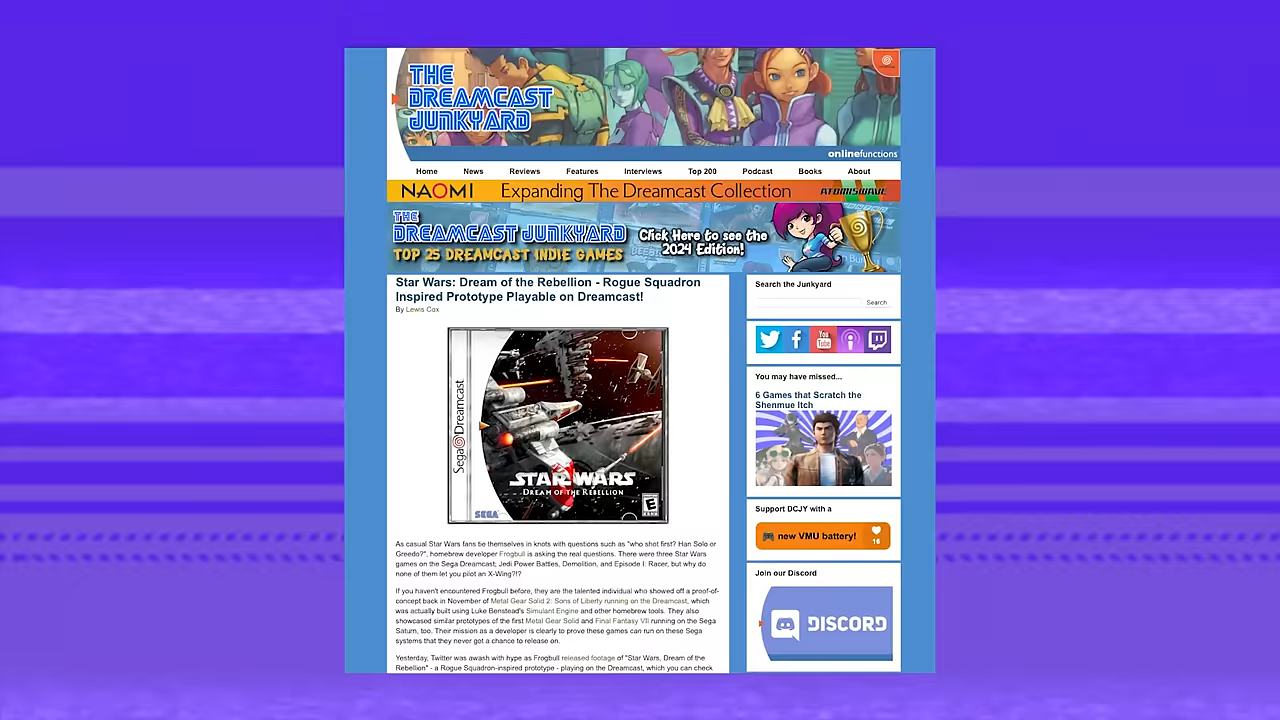 THE
DREAMCAST
JUNKYARD
onlinefunctions
Home News Reviews Features Interviews Top 200 Podcast Books About
NAOMI Expanding The Dreamcast Collection ATOMISWAVE
THE
DREAMCAST JUNKYARD
TOP 25 DREAMCAST INDIE GAMES
Click Here to see the
2024 Edition!
Star Wars: Dream of the Rebellion - Rogue Squadron
Inspired Prototype Playable on Dreamcast!
By Lewis Cox
Sega Dreamcast
STAR WARS
DREAM OF THE REBELLION
SEGA
E
As casual Star Wars fans tie themselves in knots with questions such as "who shot first? Han Solo or
Greedo?", homebrew developer Frogbull is asking the real questions. There were three Star Wars
games on the Sega Dreamcast; Jedi Power Battles, Demolition, and Episode I: Racer, but why do
none of them let you pilot an X-Wing?!?
If you haven't encountered Frogbull before, they are the talented individual who showed off a proof-of-
concept back in November of Metal Gear Solid 2: Sons of Liberty running on the Dreamcast, which
was actually built using Luke Benstead's Simulant Engine and other homebrew tools. They also
showcased similar prototypes of the first Metal Gear Solid and Final Fantasy VII running on the Sega
Saturn, too. Their mission as a developer is clearly to prove these games can run on these Sega
systems that they never got a chance to release on.
Yesterday, Twitter was awash with hype as Frogbull released footage of "Star Wars, Dream of the
Rebellion" - a Rogue Squadron-inspired prototype - playing on the Dreamcast, which you can check
Search the Junkyard
Search
You Tube
You may have missed...
6 Games that Scratch the
Shenmue Itch
Support DCJY with a
new VMU battery!
16
Join our Discord
DISCORD